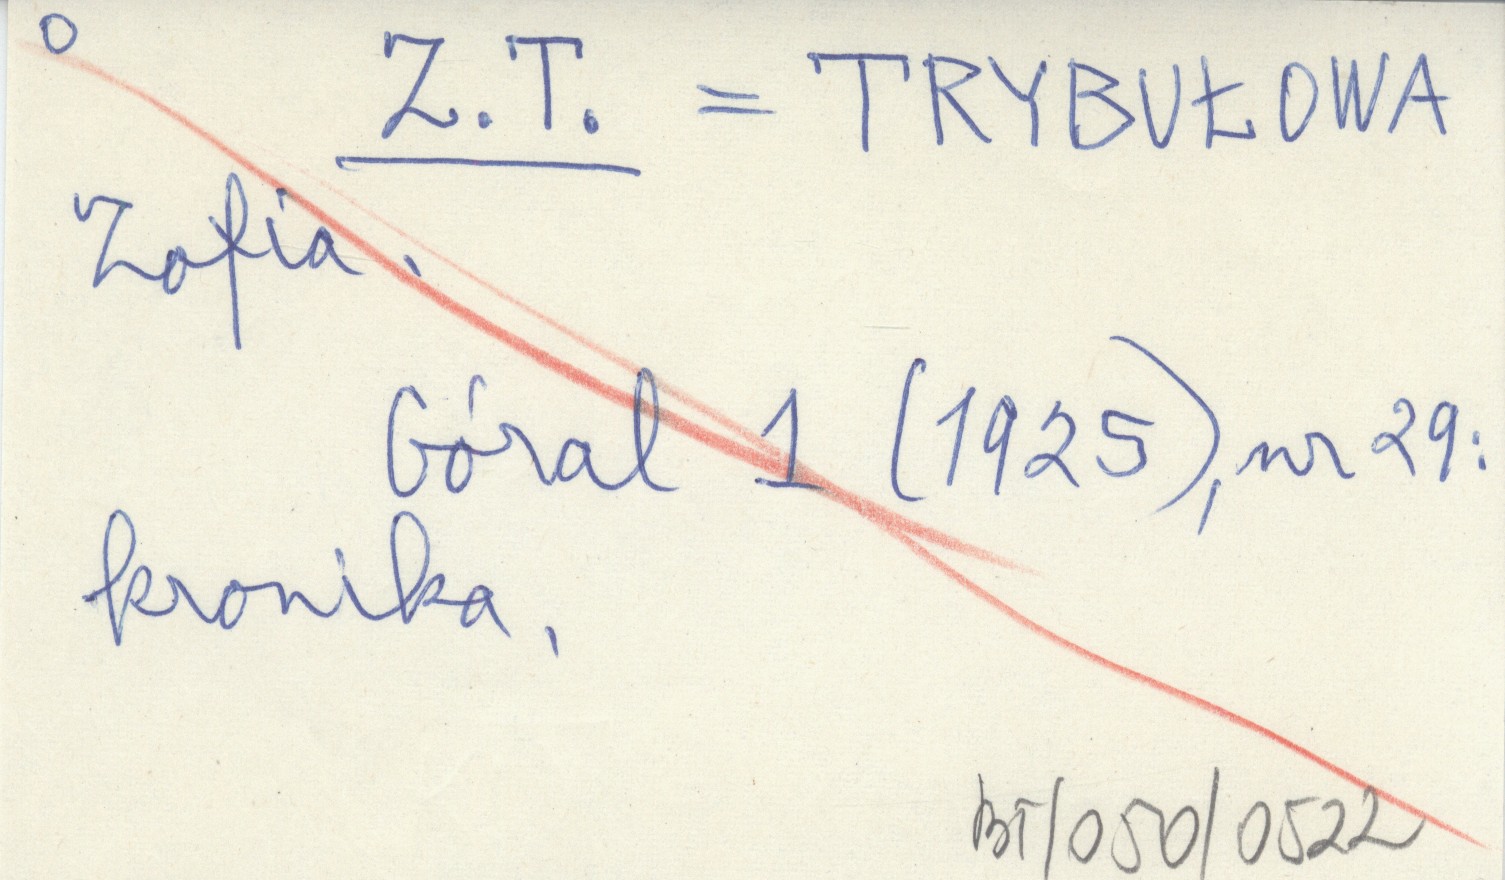 o
Z.T. = TRYBUŁOWA
Zofia.
Góral 1 (1925), nr 29:
kronika,
BT/050/0522